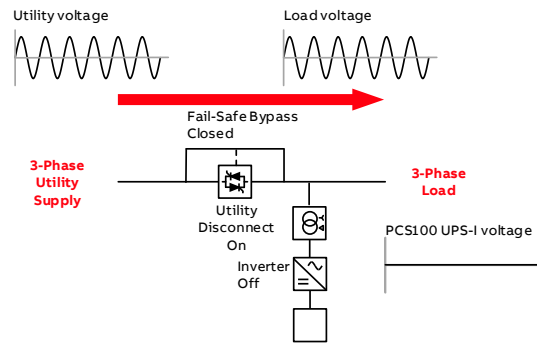 Utility voltage
Load voltage
Fail-Safe Bypass
Closed
3-Phase
Utility
Supply
3-Phase
Load
Utility
Disconnect
On
PCS100 UPS-I voltage
Inverter
Off